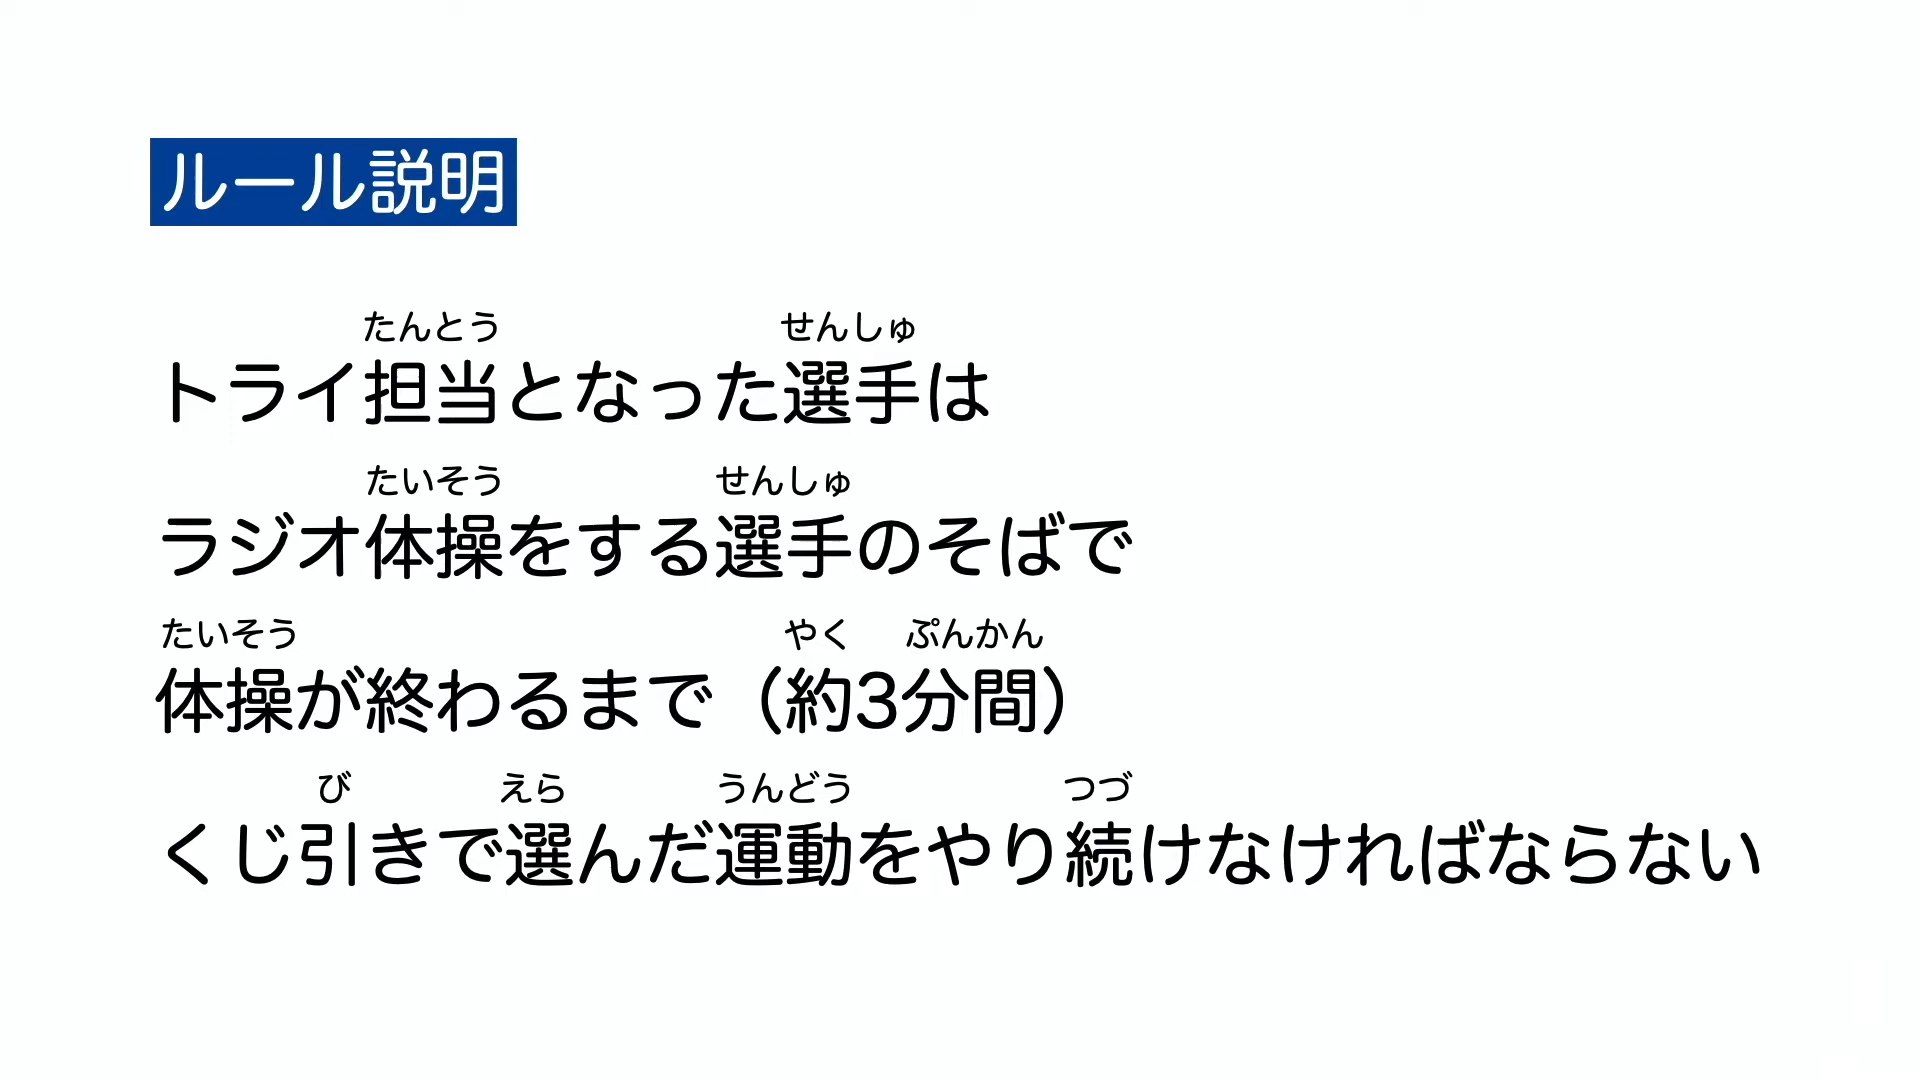 ルール説明
たんとう せんしゅ
トライ担当となった選手は
たいそう せんしゅ
ラジオ体操をする選手のそばで
たいそう やく ぷんかん
体操が終わるまで（約3分間）
び えら うんどう つづ
くじ引きで選んだ運動をやり続けなければならない